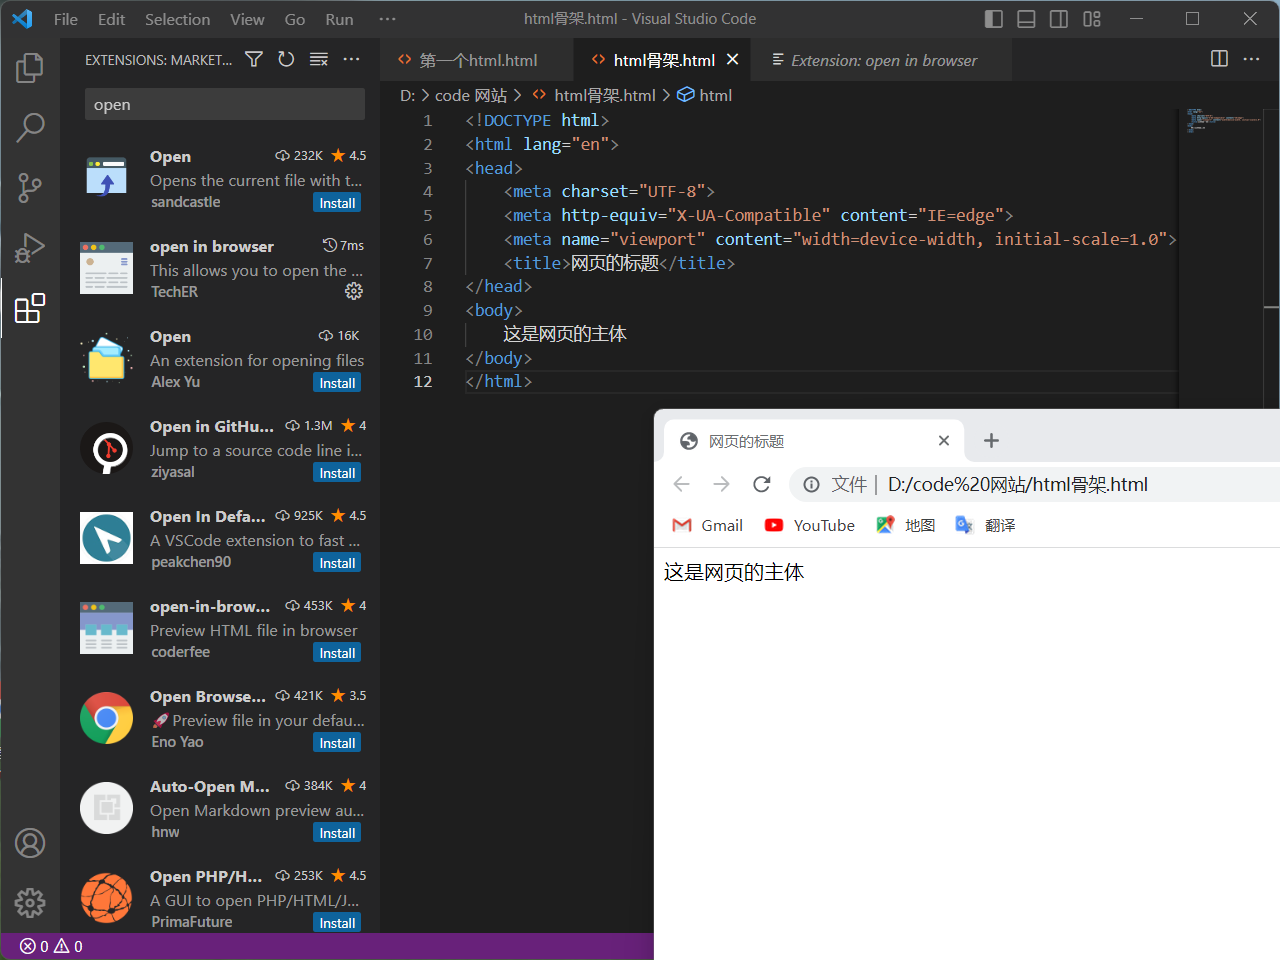 File Edit Selection View Go Run ··· html骨架.html - Visual Studio Code
EXTENSIONS: MARKET... ···
open
Open 232K 4.5
Opens the current file with t...
sandcastle Install
open in browser 7ms
This allows you to open the ...
TechER
Open 16K
An extension for opening files
Alex Yu Install
Open in GitHu... 1.3M 4
Jump to a source code line i...
ziyasal Install
Open In Defa... 925K 4.5
A VSCode extension to fast ...
peakchen90 Install
open-in-brow... 453K 4
Preview HTML file in browser
coderfee Install
Open Browse... 421K 3.5
🚀Preview file in your defau...
Eno Yao Install
Auto-Open M... 384K 4
Open Markdown preview au...
hnw Install
Open PHP/H... 253K 4.5
A GUI to open PHP/HTML/J...
PrimaFuture Install
0 0
第一个html.html html骨架.html Extension: open in browser ···
D: > code 网站 > html骨架.html > html
1 <!DOCTYPE html>
2 <html lang="en">
3 <head>
4 <meta charset="UTF-8">
5 <meta http-equiv="X-UA-Compatible" content="IE=edge">
6 <meta name="viewport" content="width=device-width, initial-scale=1.0">
7 <title>网页的标题</title>
8 </head>
9 <body>
10 这是网页的主体
11 </body>
12 </html>
网页的标题
文件 | D:/code%20网站/html骨架.html
Gmail YouTube 地图 翻译
这是网页的主体